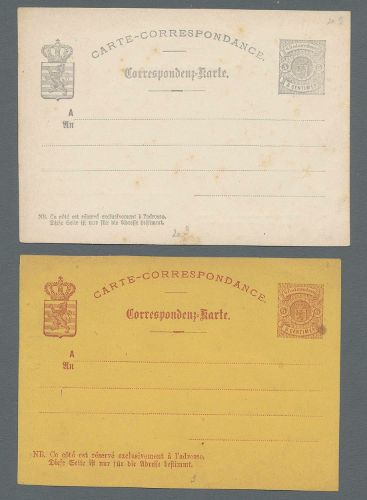 CARTE-CORRESPONDANCE.
Correspondenz-Karte.
A
An
NB. Ce côté est réservé exclusivement à l'adresse.
Diese Seite ist nur für die Adresse bestimmt.
CARTE-CORRESPONDANCE.
Correspondenz-Karte.
A
An
NB. Ce côté est réservé exclusivement à l'adresse.
Diese Seite ist nur für die Adresse bestimmt.